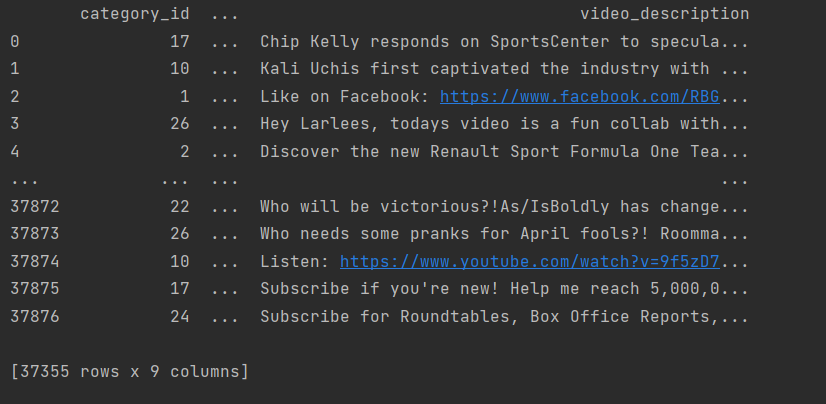 category_id ... video_description
0 17 ... Chip Kelly responds on SportsCenter to specula...
1 10 ... Kali Uchis first captivated the industry with ...
2 1 ... Like on Facebook: https://www.facebook.com/RBG...
3 26 ... Hey Larlees, todays video is a fun collab with...
4 2 ... Discover the new Renault Sport Formula One Tea...
... ... ... ...
37872 22 ... Who will be victorious?!As/IsBoldly has change...
37873 26 ... Who needs some pranks for April fools?! Roomma...
37874 10 ... Listen: https://www.youtube.com/watch?v=9f5zD7...
37875 17 ... Subscribe if you're new! Help me reach 5,000,0...
37876 24 ... Subscribe for Roundtables, Box Office Reports,...
[37355 rows x 9 columns]